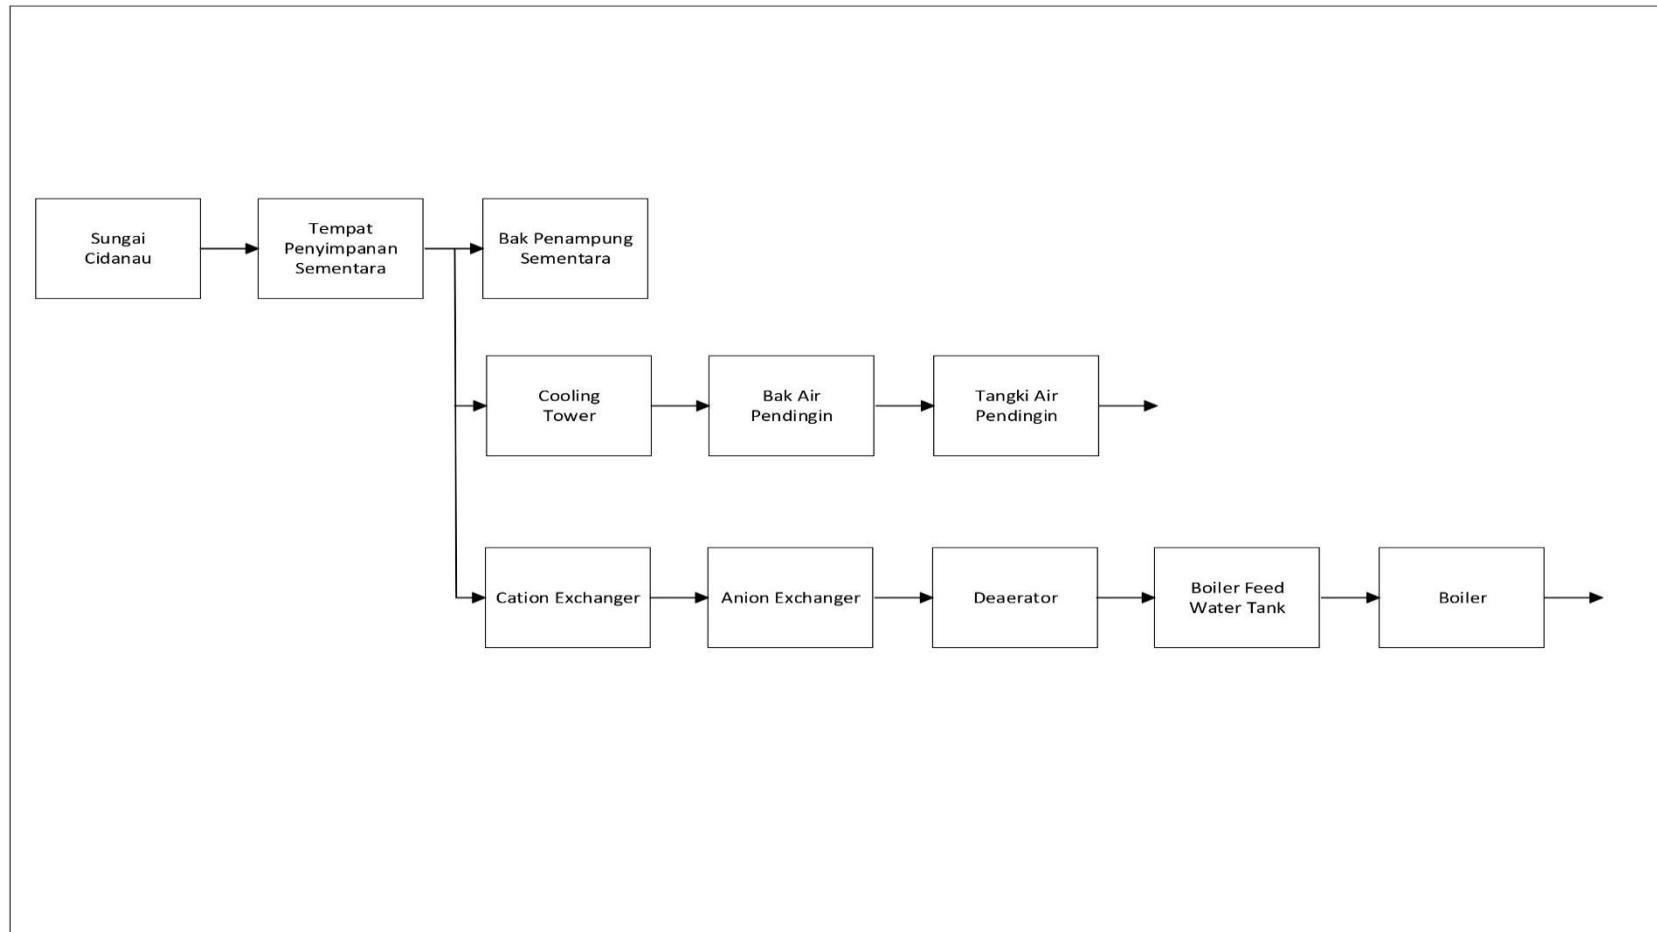 Sungai
Cidanau
Tempat
Penyimpanan
Sementara
Bak Penampung
Sementara
Cooling
Tower
Bak Air
Pendingin
Tangki Air
Pendingin
Cation Exchanger
Anion Exchanger
Deaerator
Boiler Feed
Water Tank
Boiler